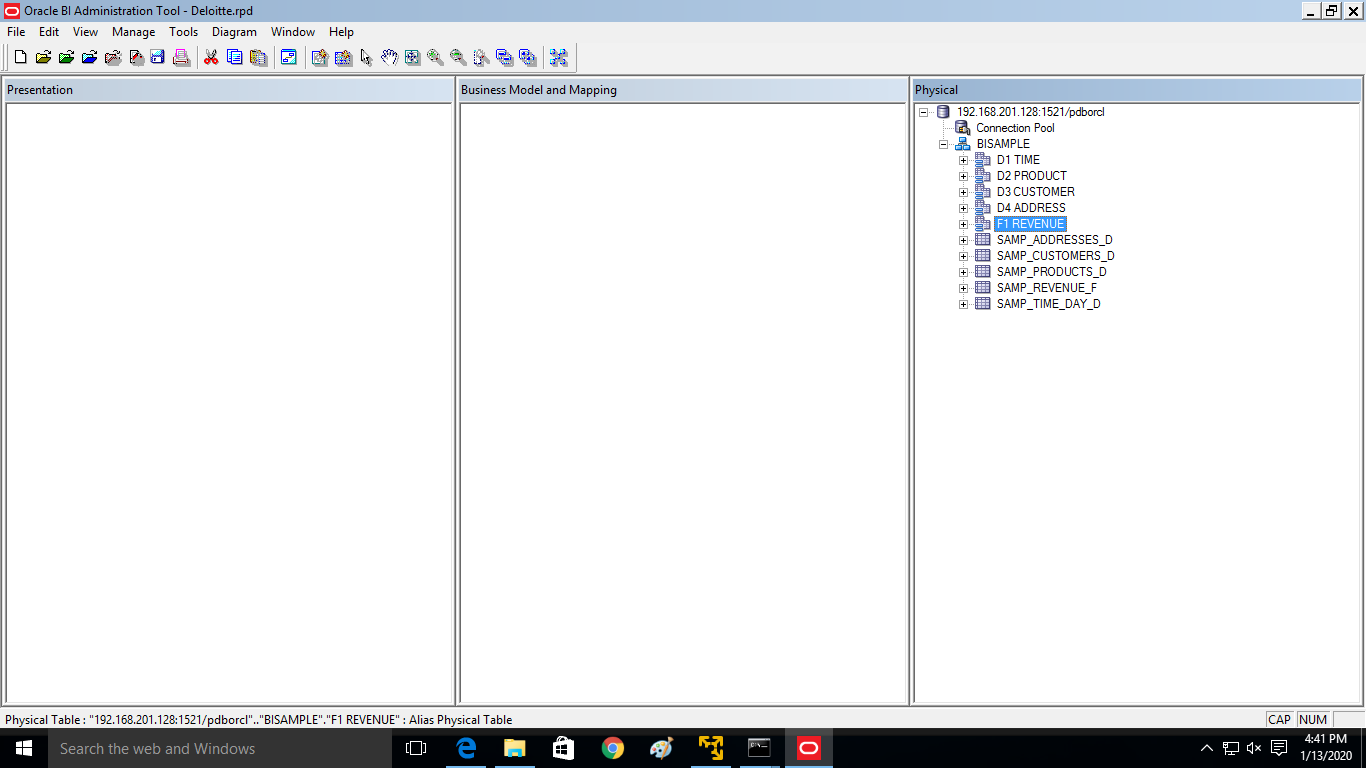 Oracle BI Administration Tool - Deloitte.rpd
File Edit View Manage Tools Diagram Window Help
Presentation
Business Model and Mapping
Physical
192.168.201.128:1521/pdborcl
Connection Pool
BISAMPLE
D1 TIME
D2 PRODUCT
D3 CUSTOMER
D4 ADDRESS
F1 REVENUE
SAMP_ADDRESSES_D
SAMP_CUSTOMERS_D
SAMP_PRODUCTS_D
SAMP_REVENUE_F
SAMP_TIME_DAY_D
Physical Table : "192.168.201.128:1521/pdborcl".."BISAMPLE"."F1 REVENUE" : Alias Physical Table
CAP NUM
Search the web and Windows
4:41 PM
1/13/2020